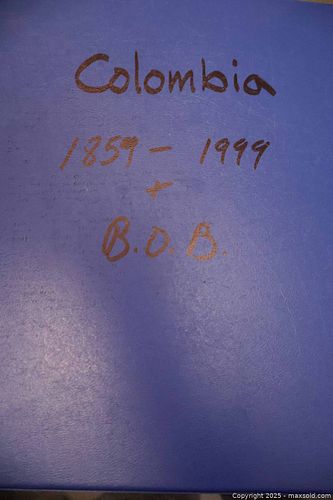 Colombia
1859 - 1999
+
B.O.B.
Copyright 2025 - maxsold.com